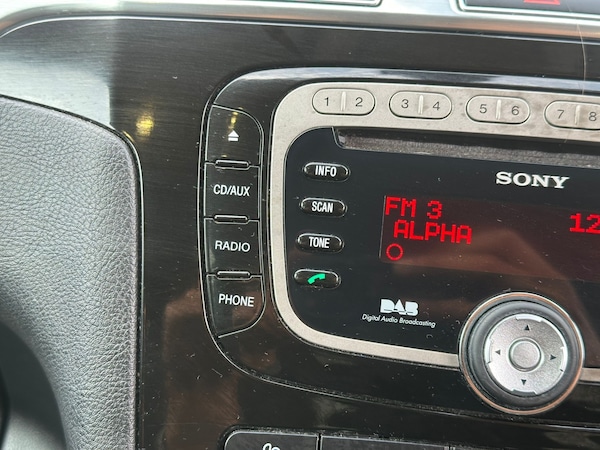 1 2 3 4 5 6 7 8
SONY
INFO
CD/AUX
SCAN
FM 3 12
ALPHA
RADIO
TONE
PHONE
DAB
Digital Audio Broadcasting